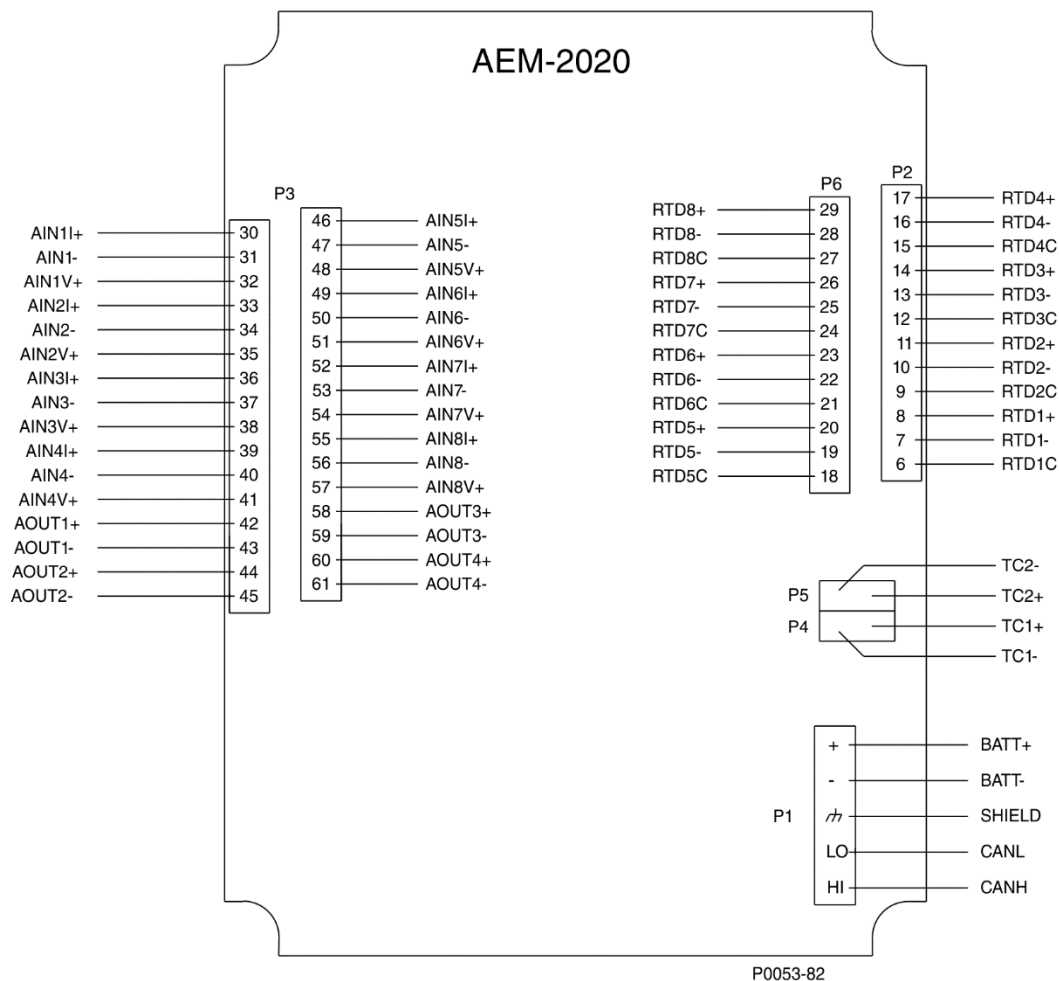 AEM-2020
P3
AIN1I+ 30
AIN1- 31
AIN1V+ 32
AIN2I+ 33
AIN2- 34
AIN2V+ 35
AIN3I+ 36
AIN3- 37
AIN3V+ 38
AIN4I+ 39
AIN4- 40
AIN4V+ 41
AOUT1+ 42
AOUT1- 43
AOUT2+ 44
AOUT2- 45
46 AIN5I+
47 AIN5-
48 AIN5V+
49 AIN6I+
50 AIN6-
51 AIN6V+
52 AIN7I+
53 AIN7-
54 AIN7V+
55 AIN8I+
56 AIN8-
57 AIN8V+
58 AOUT3+
59 AOUT3-
60 AOUT4+
61 AOUT4-
P6
RTD8+ 29
RTD8- 28
RTD8C 27
RTD7+ 26
RTD7- 25
RTD7C 24
RTD6+ 23
RTD6- 22
RTD6C 21
RTD5+ 20
RTD5- 19
RTD5C 18
P2
17 RTD4+
16 RTD4-
15 RTD4C
14 RTD3+
13 RTD3-
12 RTD3C
11 RTD2+
10 RTD2-
9 RTD2C
8 RTD1+
7 RTD1-
6 RTD1C
TC2-
P5 TC2+
P4 TC1+
TC1-
+ BATT+
- BATT-
P1 SHIELD
LO CANL
HI CANH
P0053-82